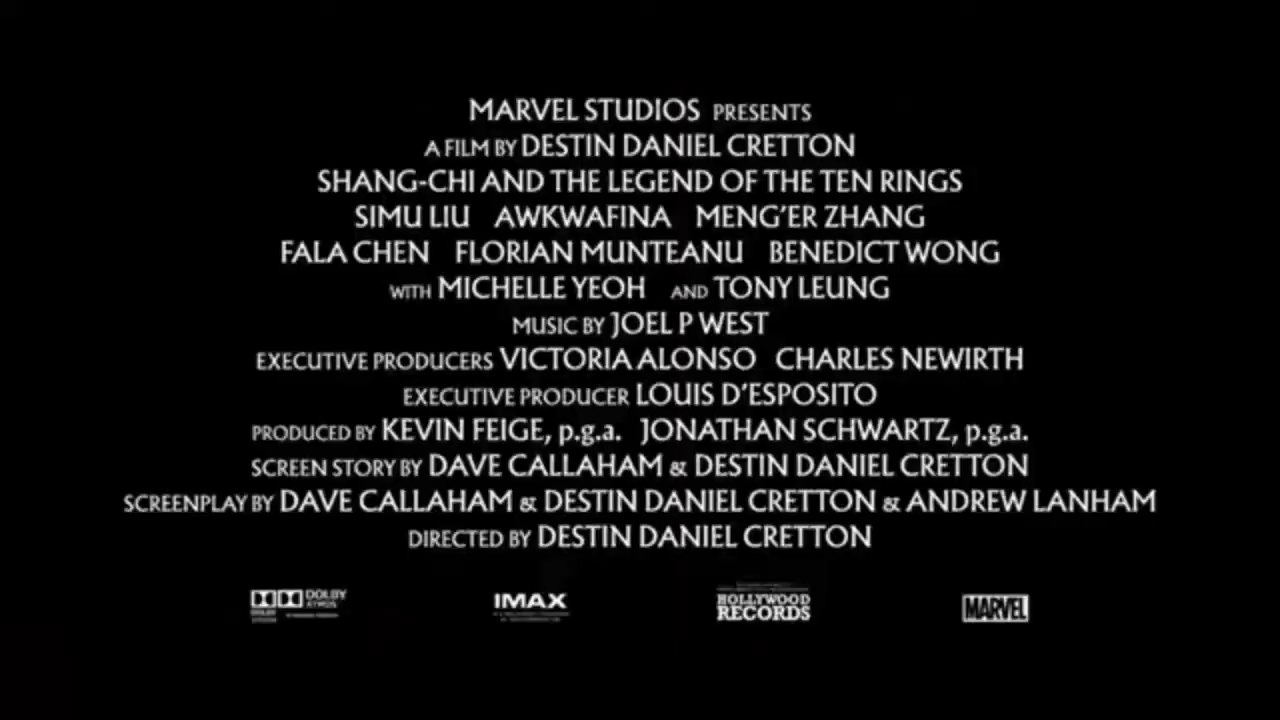 MARVEL STUDIOS PRESENTS
A FILM BY DESTIN DANIEL CRETTON
SHANG-CHI AND THE LEGEND OF THE TEN RINGS
SIMU LIU AWKWAFINA MENG'ER ZHANG
FALA CHEN FLORIAN MUNTEANU BENEDICT WONG
WITH MICHELLE YEOH AND TONY LEUNG
MUSIC BY JOEL P WEST
EXECUTIVE PRODUCERS VICTORIA ALONSO CHARLES NEWIRTH
EXECUTIVE PRODUCER LOUIS D'ESPOSITO
PRODUCED BY KEVIN FEIGE, p.g.a. JONATHAN SCHWARTZ, p.g.a.
SCREEN STORY BY DAVE CALLAHAM & DESTIN DANIEL CRETTON
SCREENPLAY BY DAVE CALLAHAM & DESTIN DANIEL CRETTON & ANDREW LANHAM
DIRECTED BY DESTIN DANIEL CRETTON
DOLBY ATMOS
IMAX
HOLLYWOOD RECORDS
MARVEL